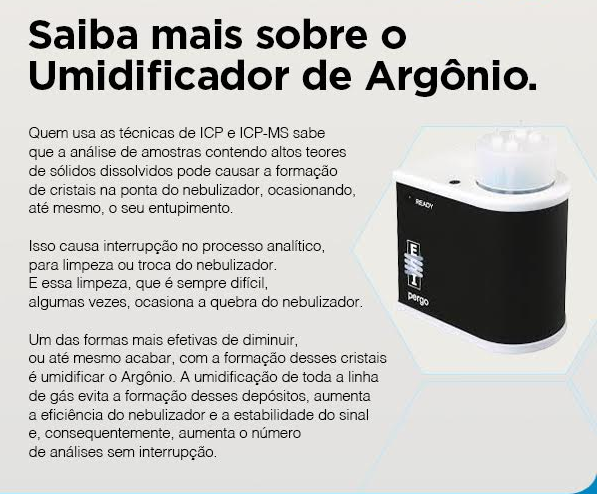 Saiba mais sobre o
Umidificador de Argônio.
Quem usa as técnicas de ICP e ICP-MS sabe
que a análise de amostras contendo altos teores
de sólidos dissolvidos pode causar a formação
de cristais na ponta do nebulizador, ocasionando,
até mesmo, o seu entupimento.
Isso causa interrupção no processo analítico,
para limpeza ou troca do nebulizador.
E essa limpeza, que é sempre difícil,
algumas vezes, ocasiona a quebra do nebulizador.
Um das formas mais efetivas de diminuir,
ou até mesmo acabar, com a formação desses cristais
é umidificar o Argônio. A umidificação de toda a linha
de gás evita a formação desses depósitos, aumenta
a eficiência do nebulizador e a estabilidade do sinal
e, consequentemente, aumenta o número
de análises sem interrupção.
READY
ESI
pergo